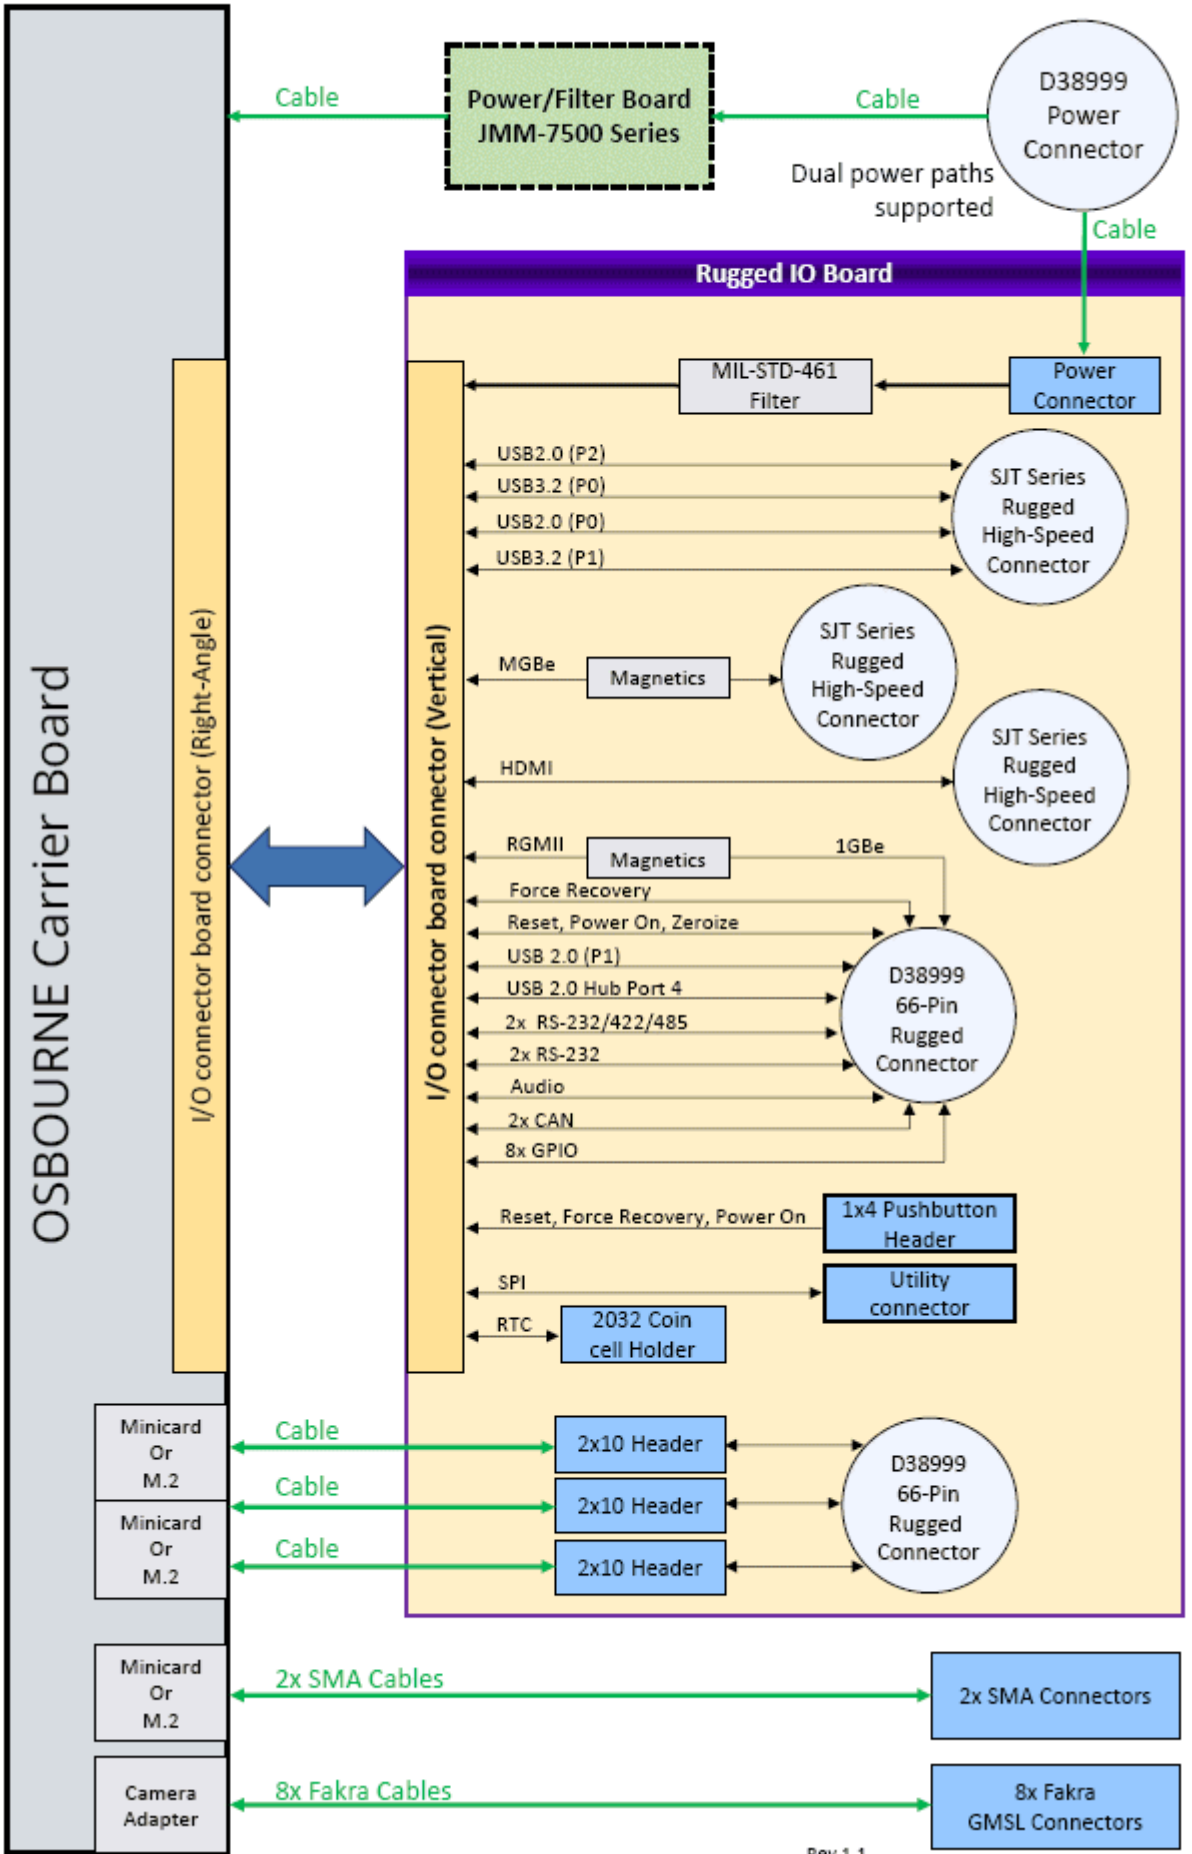 Cable
Power/Filter Board
JMM-7500 Series
Cable
D38999
Power
Connector
Dual power paths
supported
Cable
Rugged IO Board
MIL-STD-461
Filter
Power
Connector
USB2.0 (P2)
USB3.2 (P0)
USB2.0 (P0)
USB3.2 (P1)
SJT Series
Rugged
High-Speed
Connector
MGBe
Magnetics
SJT Series
Rugged
High-Speed
Connector
HDMI
SJT Series
Rugged
High-Speed
Connector
OSBOURNE Carrier Board
I/O connector board connector (Right-Angle)
I/O connector board connector (Vertical)
RGMII
Magnetics
1GBe
Force Recovery
Reset, Power On, Zeroize
USB 2.0 (P1)
USB 2.0 Hub Port 4
2x RS-232/422/485
2x RS-232
Audio
2x CAN
8x GPIO
D38999
66-Pin
Rugged
Connector
Reset, Force Recovery, Power On
1x4 Pushbutton
Header
SPI
Utility
connector
RTC
2032 Coin
cell Holder
Minicard
Or
M.2
Cable
2x10 Header
Cable
2x10 Header
Minicard
Or
M.2
Cable
2x10 Header
D38999
66-Pin
Rugged
Connector
Minicard
Or
M.2
2x SMA Cables
2x SMA Connectors
Camera
Adapter
8x Fakra Cables
8x Fakra
GMSL Connectors
Rev 1.1